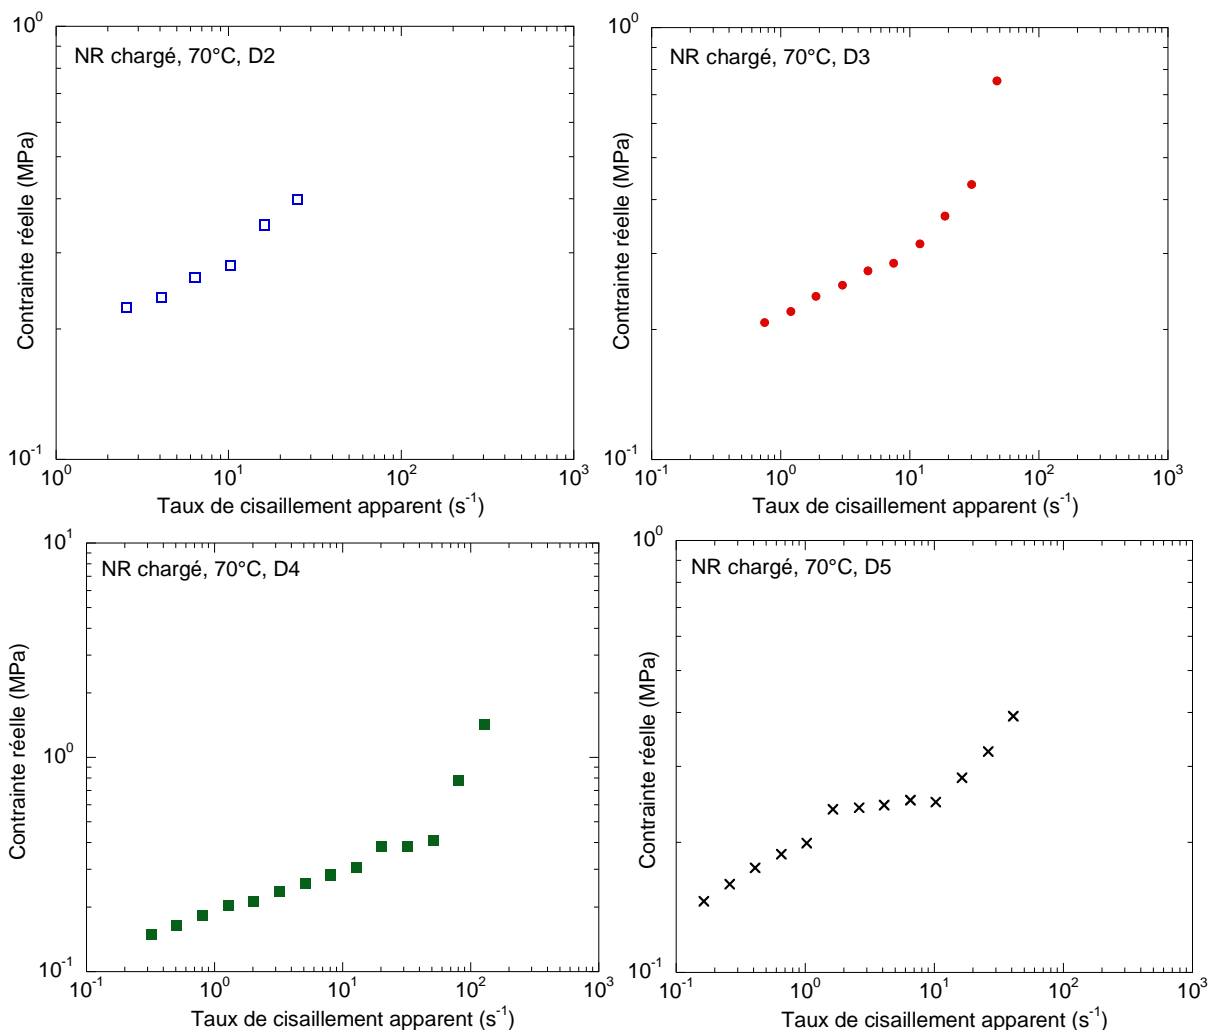 NR chargé, 70°C, D2
Contrainte réelle (MPa)
10⁰
10⁻¹
10⁰
10¹
10²
10³
Taux de cisaillement apparent (s⁻¹)
NR chargé, 70°C, D3
Contrainte réelle (MPa)
10⁰
10⁻¹
10⁻¹
10⁰
10¹
10²
10³
Taux de cisaillement apparent (s⁻¹)
NR chargé, 70°C, D4
Contrainte réelle (MPa)
10¹
10⁰
10⁻¹
10⁻¹
10⁰
10¹
10²
10³
Taux de cisaillement apparent (s⁻¹)
NR chargé, 70°C, D5
Contrainte réelle (MPa)
10⁰
10⁻¹
10⁻¹
10⁰
10¹
10²
10³
Taux de cisaillement apparent (s⁻¹)